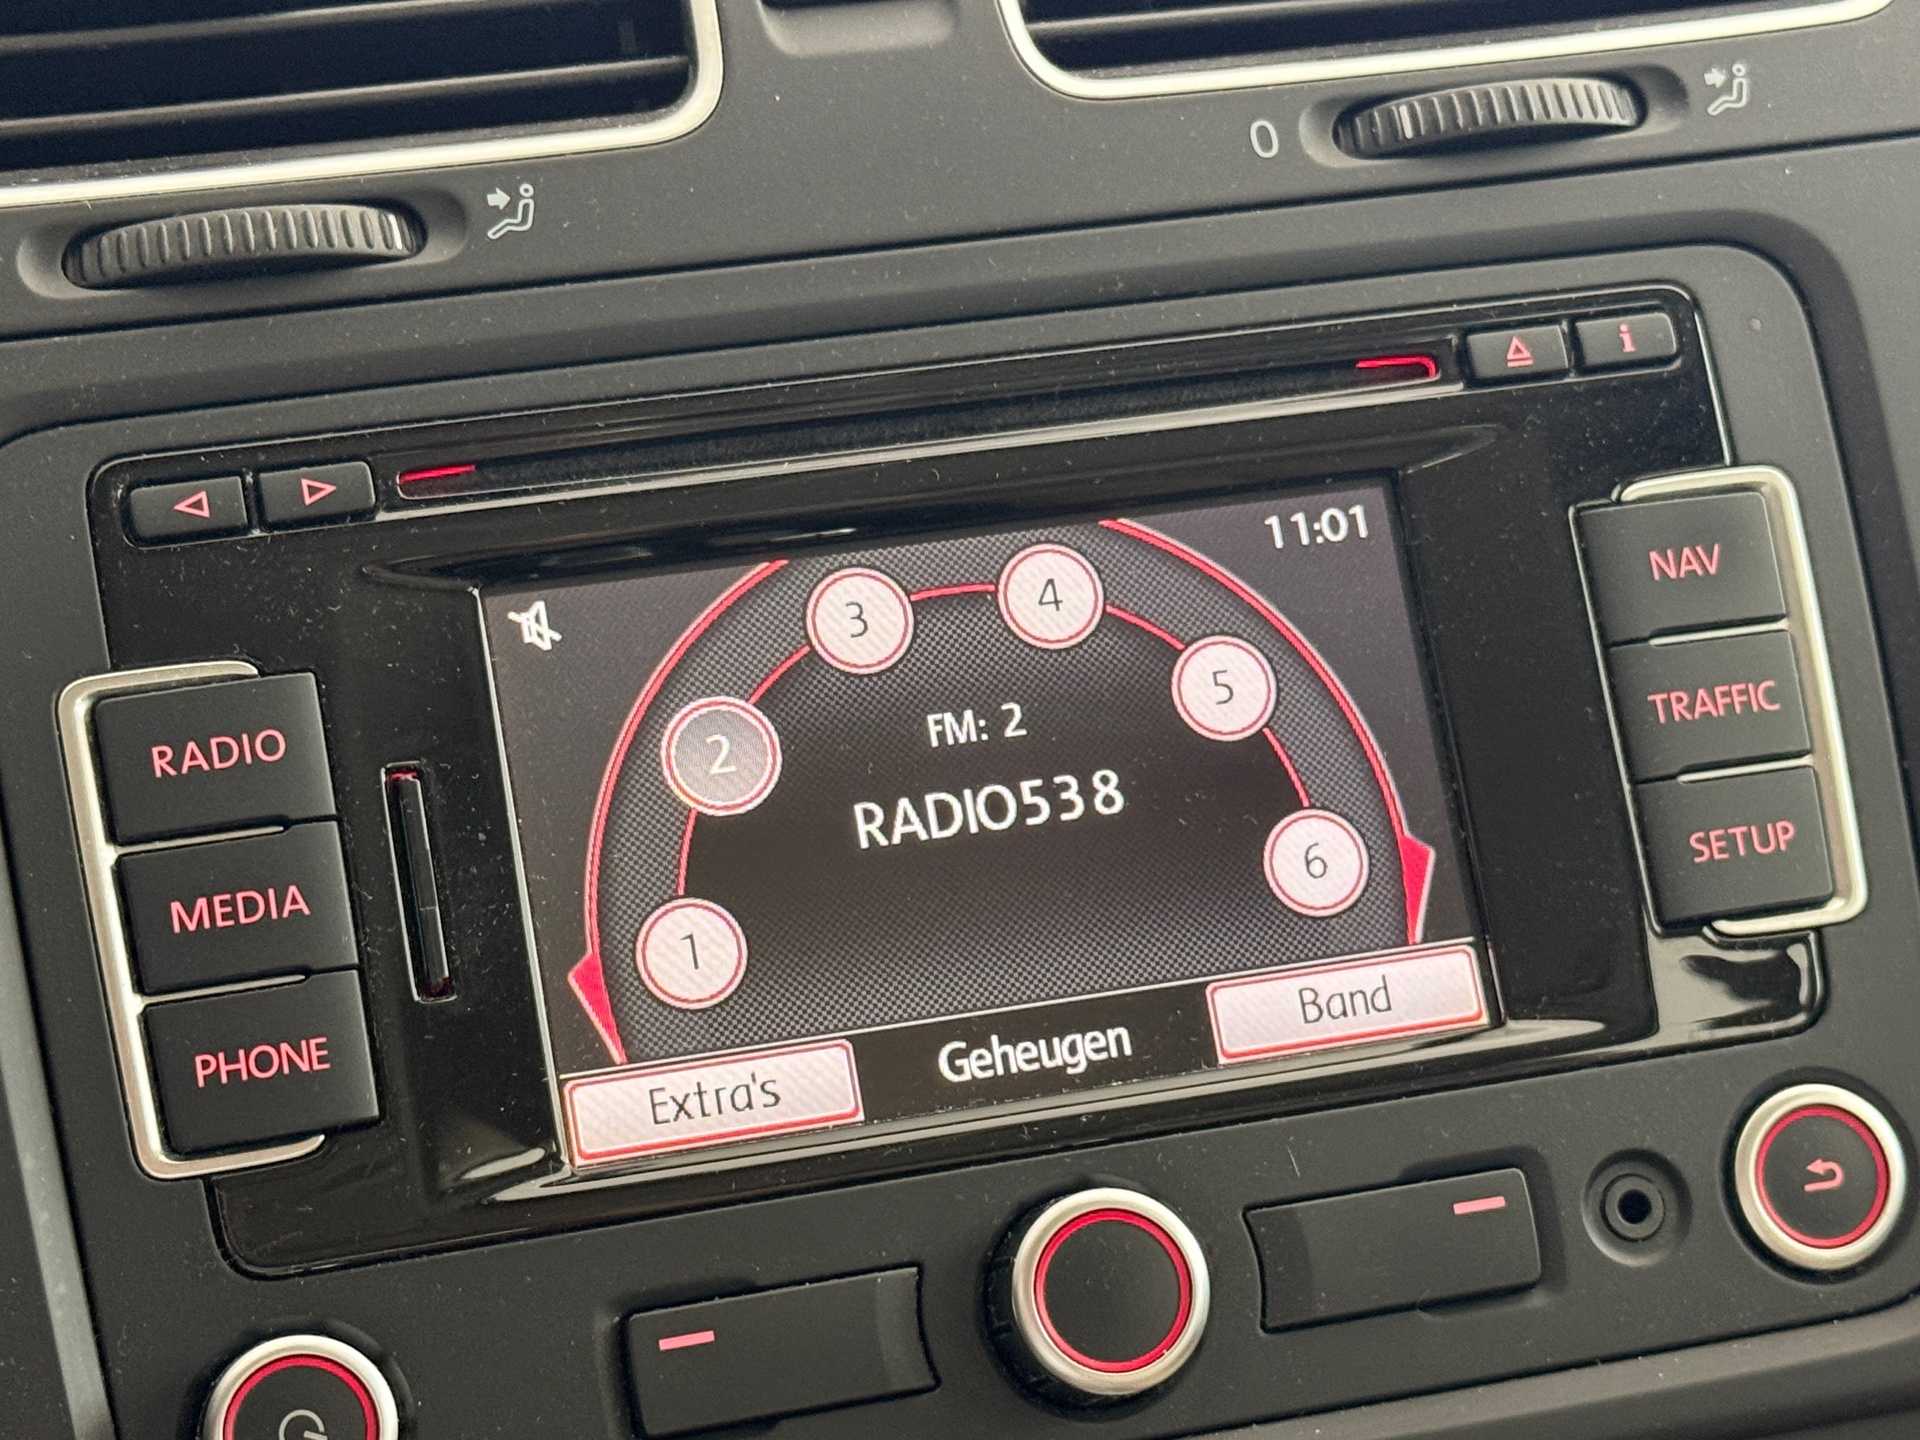 0
i
11:01
3
4
2
5
FM: 2
RADIO538
1
6
Extra's
Geheugen
Band
RADIO
MEDIA
PHONE
NAV
TRAFFIC
SETUP